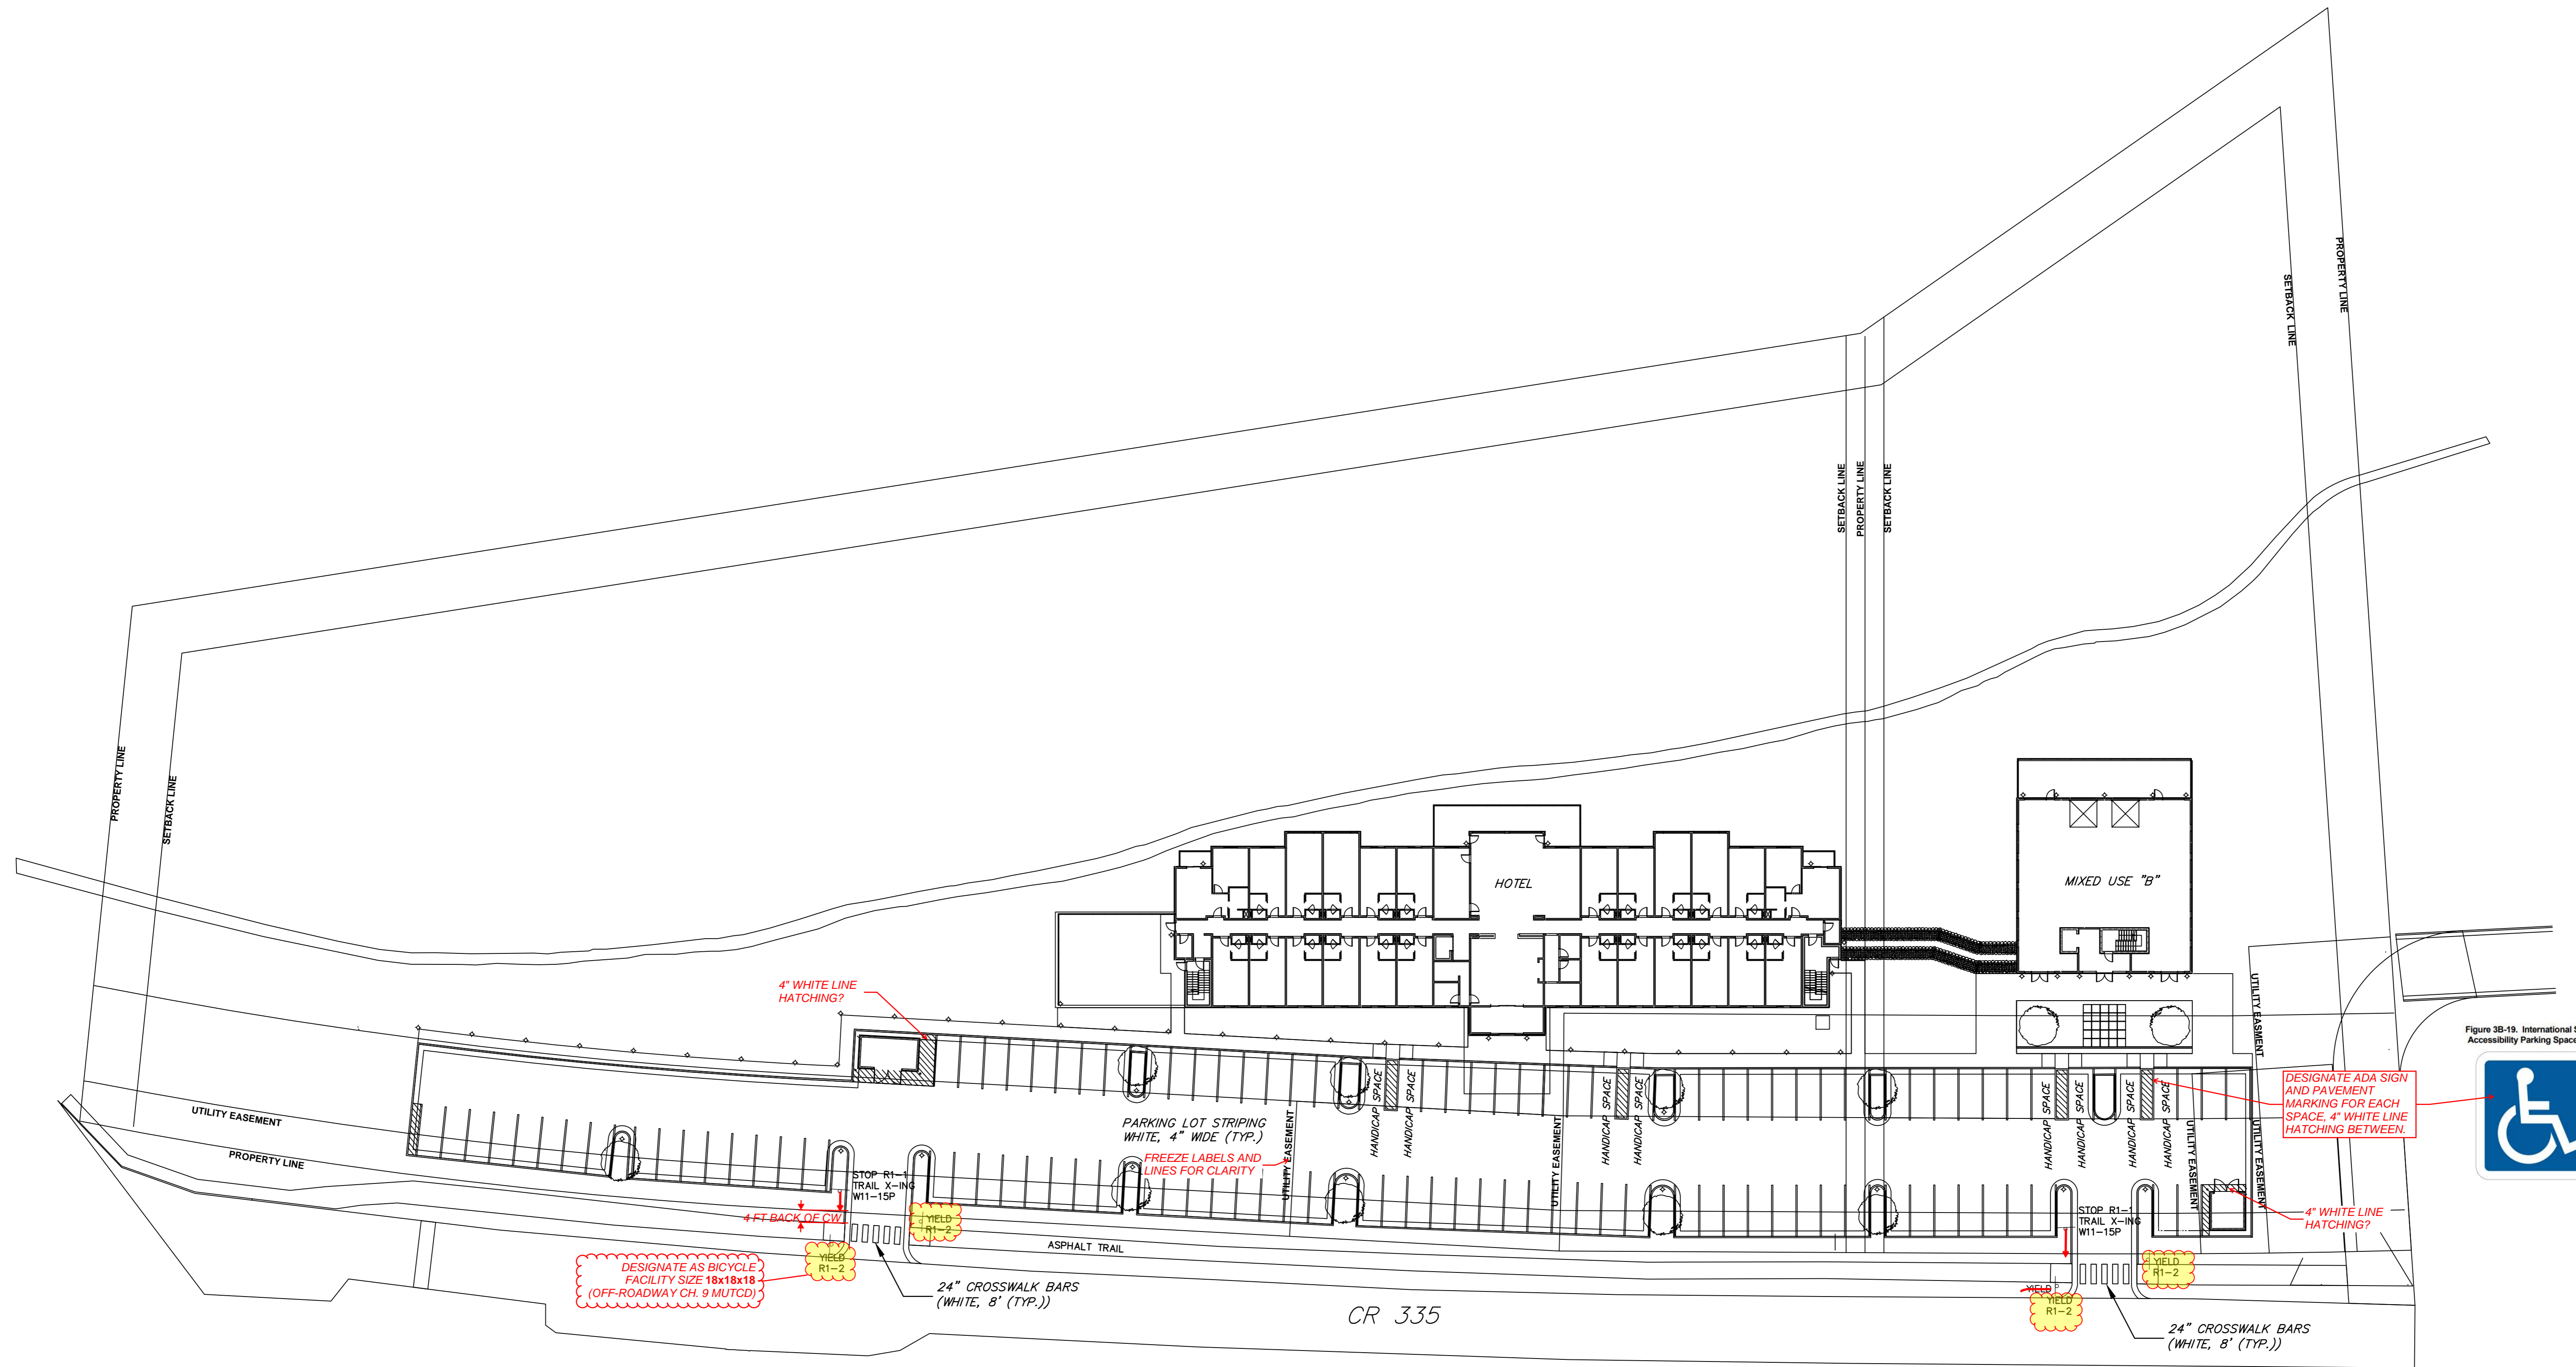 PROPERTY LINE
SETBACK LINE
SETBACK LINE
PROPERTY LINE
SETBACK LINE
PROPERTY LINE
SETBACK LINE
HOTEL
MIXED USE "B"
4" WHITE LINE
HATCHING?
UTILITY EASMENT
Figure 3B-19. International S
Accessibility Parking Space
HANDICAP SPACE
HANDICAP SPACE
HANDICAP SPACE
HANDICAP SPACE
HANDICAP SPACE
HANDICAP SPACE
HANDICAP SPACE
HANDICAP SPACE
DESIGNATE ADA SIGN
AND PAVEMENT
MARKING FOR EACH
SPACE, 4" WHITE LINE
HATCHING BETWEEN.
UTILITY EASEMENT
PROPERTY LINE
PARKING LOT STRIPING
WHITE, 4" WIDE (TYP.)
FREEZE LABELS AND
LINES FOR CLARITY
UTILITY EASEMENT
UTILITY EASEMENT
UTILITY EASEMENT
UTILITY EASEMENT
STOP R1-1
TRAIL X-ING
W11-15P
4 FT BACK OF CW
YIELD
R1-2
YIELD
R1-2
ASPHALT TRAIL
DESIGNATE AS BICYCLE
FACILITY SIZE 18x18x18
(OFF-ROADWAY CH. 9 MUTCD)
24" CROSSWALK BARS
(WHITE, 8' (TYP.))
CR 335
STOP R1-1
TRAIL X-ING
W11-15P
4" WHITE LINE
HATCHING?
YIELD
R1-2
YIELD
YIELD
R1-2
24" CROSSWALK BARS
(WHITE, 8' (TYP.))